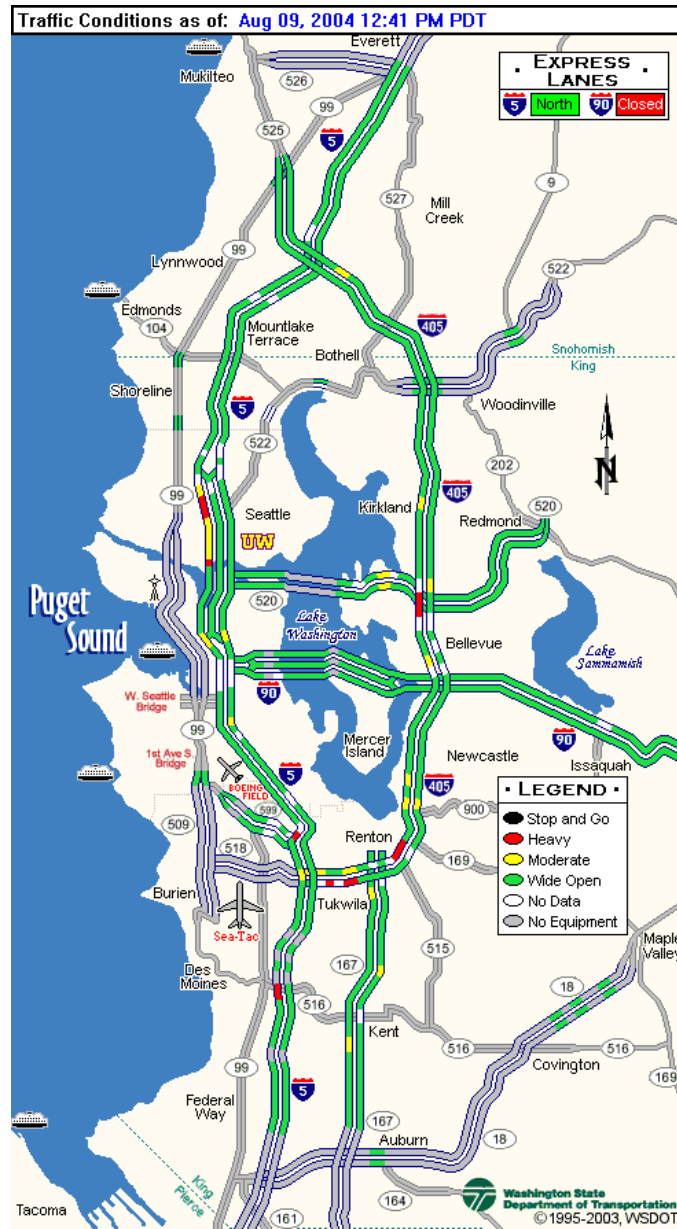 Traffic Conditions as of: Aug 09, 2004 12:41 PM PDT
Everett
Mukilteo
526
99
EXPRESS
LANES
5 North 90 Closed
525
5
9
527
Mill
Creek
99
Lynnwood
522
Edmonds
104
Mountlake
Terrace
405
Bothell
Snohomish
King
Shoreline
5
Woodinville
522
202
N
99
405
Seattle
Kirkland
Redmond
520
UW
Puget
Sound
520
Lake
Washington
Bellevue
Lake
Sammamish
90
W. Seattle
Bridge
99
Mercer
Island
90
1st Ave S.
Bridge
Newcastle
Issaquah
5
BOEING
FIELD
405
LEGEND
Stop and Go
Heavy
Moderate
Wide Open
No Data
No Equipment
599
900
509
518
Renton
169
Burien
Tukwila
Sea-Tac
515
Maple
Valley
Des
Moines
167
18
516
Kent
516
516
Covington
99
5
169
Federal
Way
167
Auburn
18
King
Pierce
164
Tacoma
161
Washington State
Department of Transportation
© 1995-2003, WSDOT